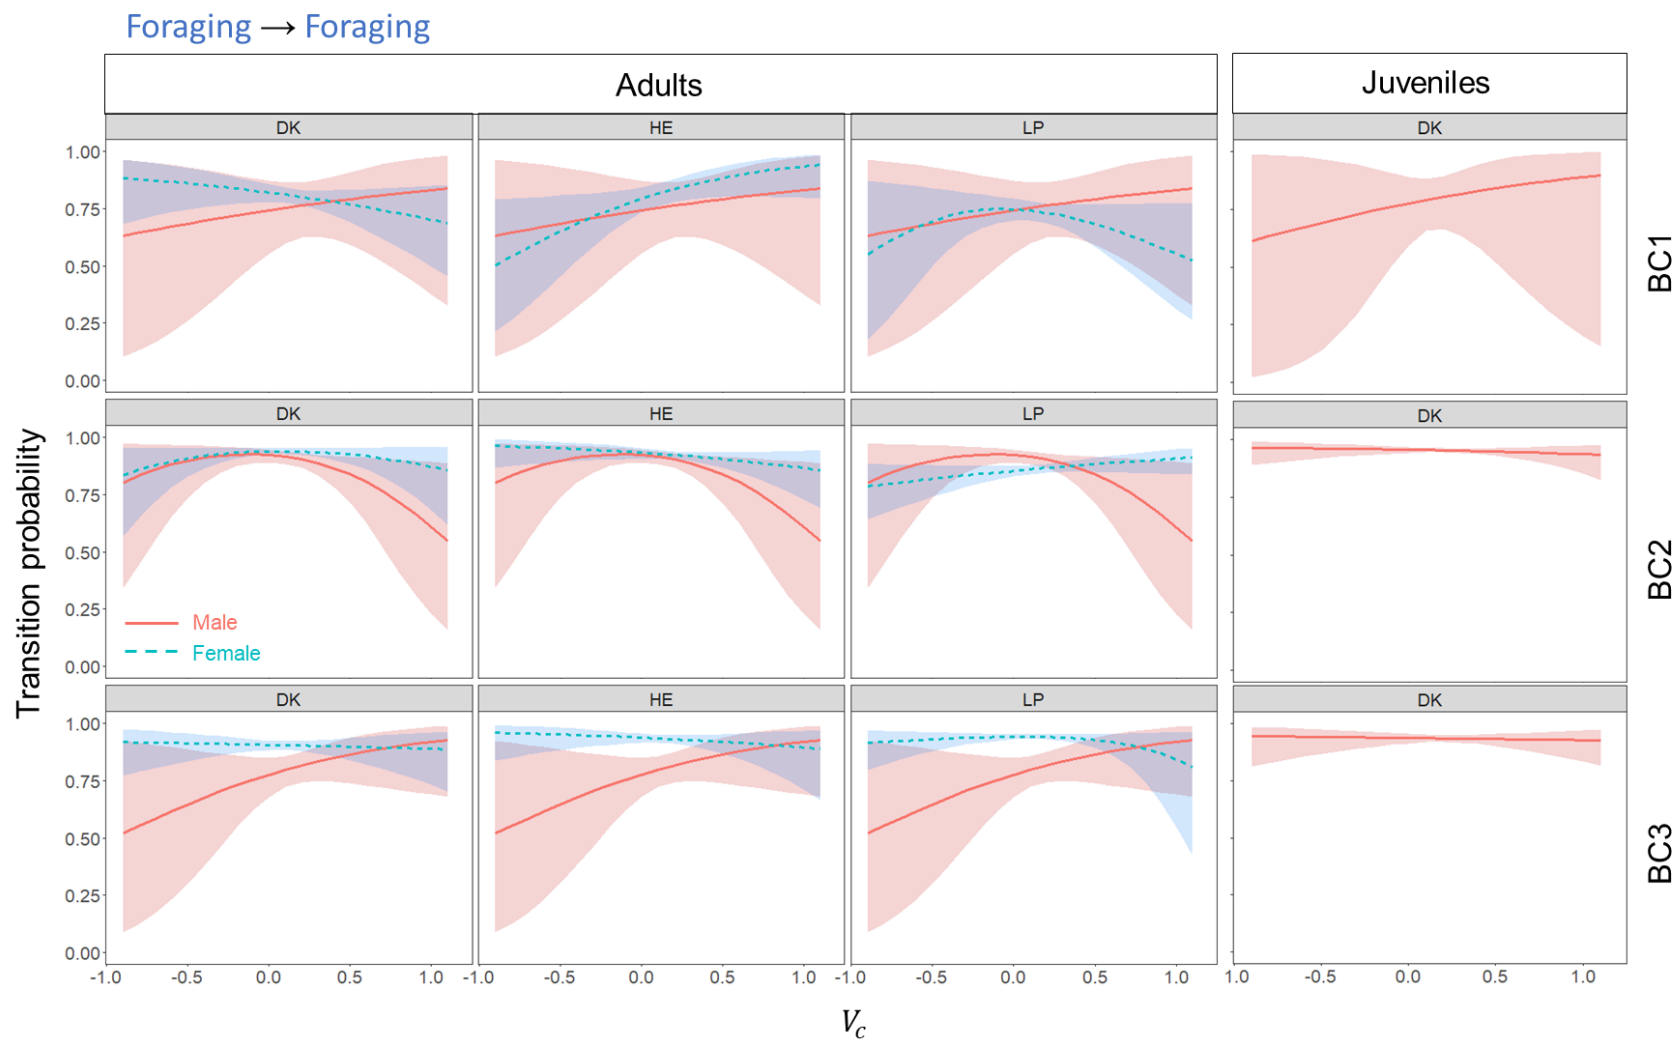 Foraging → Foraging
Adults
Juveniles
DK
HE
LP
DK
1.00
0.75
0.50
0.25
0.00
BC1
DK
HE
LP
DK
1.00
0.75
0.50
0.25
0.00
Male
Female
BC2
Transition probability
DK
HE
LP
DK
1.00
0.75
0.50
0.25
0.00
BC3
-1.0 -0.5 0.0 0.5 1.0 -1.0 -0.5 0.0 0.5 1.0 -1.0 -0.5 0.0 0.5 1.0 -1.0 -0.5 0.0 0.5 1.0
Vc